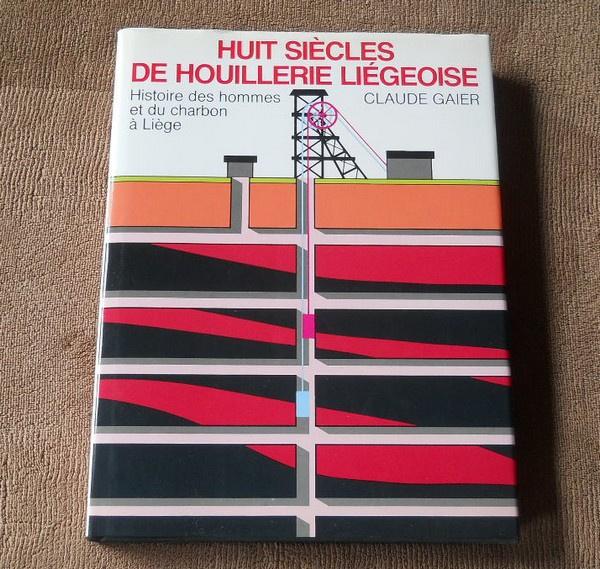 HUIT SIÈCLES
DE HOUILLERIE LIÉGEOISE
Histoire des hommes
et du charbon
à Liège
CLAUDE GAIER